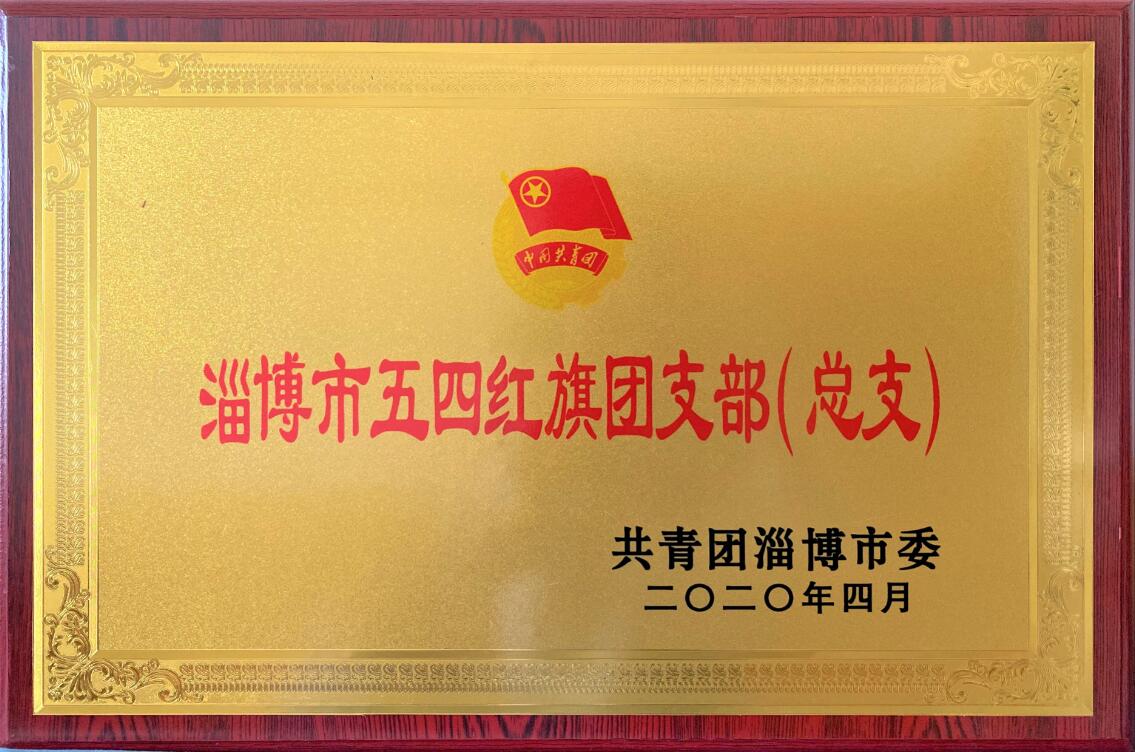 中国共青团
淄博市五四红旗团支部(总支)
共青团淄博市委
二〇二〇年四月